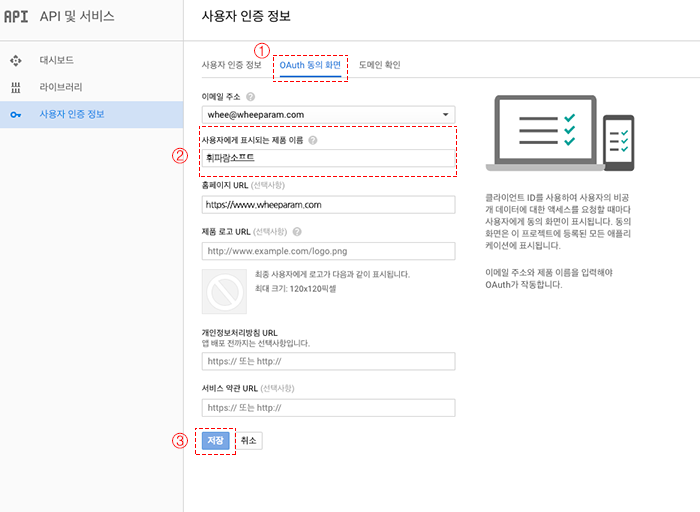 API API 및 서비스
대시보드
라이브러리
사용자 인증 정보
사용자 인증 정보
①
사용자 인증 정보 OAuth 동의 화면 도메인 확인
이메일 주소 ?
whee@wheeparam.com
②
사용자에게 표시되는 제품 이름 ?
휘파람소프트
홈페이지 URL (선택사항)
https://www.wheeparam.com
제품 로고 URL (선택사항) ?
http://www.example.com/logo.png
최종 사용자에게 로고가 다음과 같이 표시됩니다.
최대 크기: 120x120픽셀
개인정보처리방침 URL
앱 배포 전까지는 선택사항입니다.
https:// 또는 http://
서비스 약관 URL (선택사항)
https:// 또는 http://
③
저장 취소
클라이언트 ID를 사용하여 사용자의 비공
개 데이터에 대한 액세스를 요청할 때마다
사용자에게 동의 화면이 표시됩니다. 동의
화면은 이 프로젝트에 등록된 모든 애플리
케이션에 표시됩니다.
이메일 주소와 제품 이름을 입력해야
OAuth가 작동합니다.